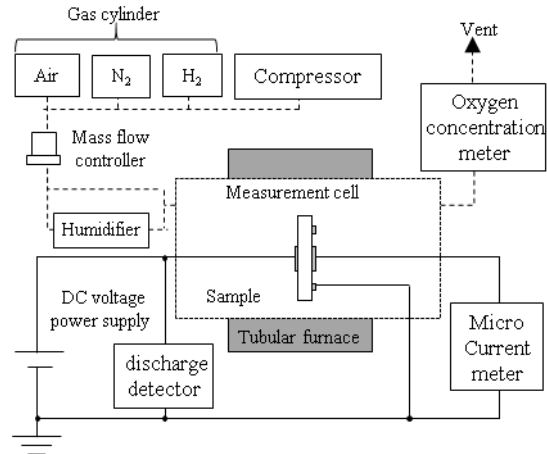 Gas cylinder
Vent
Air
N₂
H₂
Compressor
Oxygen
concentration
meter
Mass flow
controller
Measurement cell
Humidifier
Sample
DC voltage
power supply
Micro
Current
meter
Tubular furnace
discharge
detector